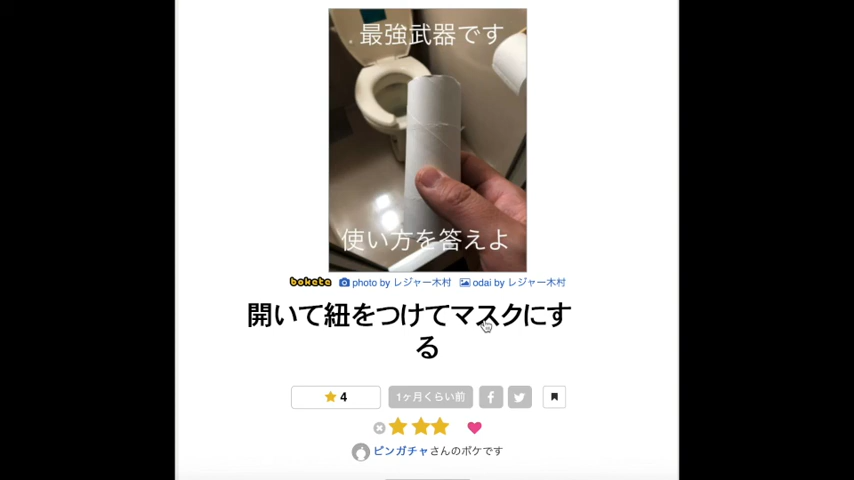 最強武器です
使い方を答えよ
bokete photo by レジャー木村 odai by レジャー木村
開いて紐をつけてマスクにす
る
4 1ヶ月くらい前
ピンガチャさんのボケです